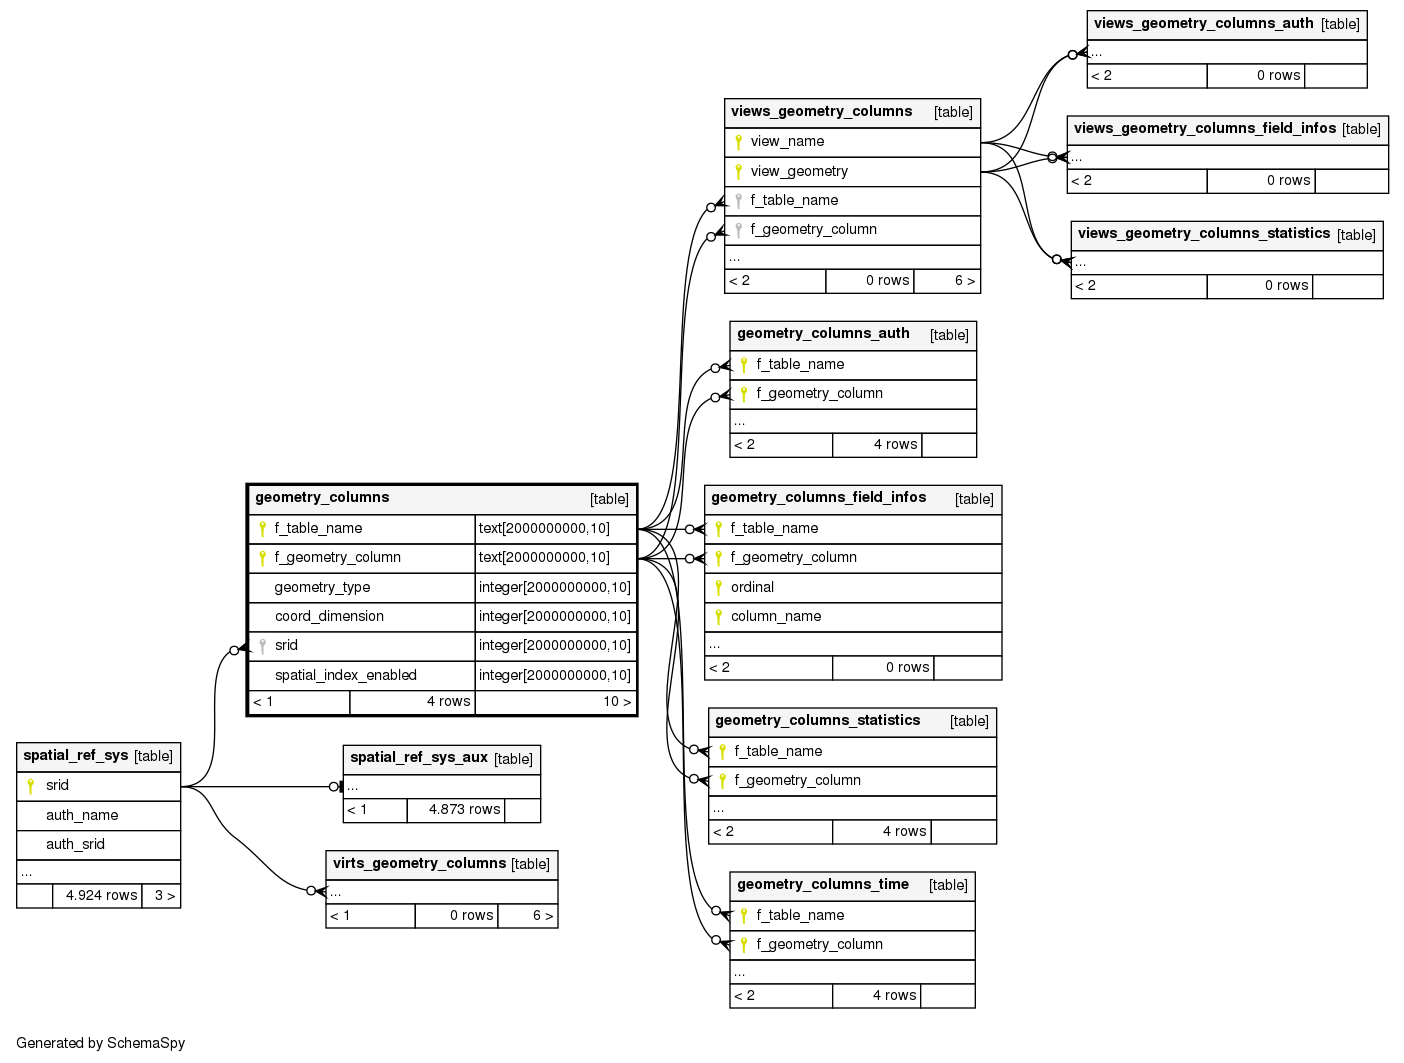 views_geometry_columns_auth [table]
...
< 2 0 rows
views_geometry_columns [table]
view_name
view_geometry
f_table_name
f_geometry_column
...
< 2 0 rows 6 >
views_geometry_columns_field_infos [table]
...
< 2 0 rows
views_geometry_columns_statistics [table]
...
< 2 0 rows
geometry_columns_auth [table]
f_table_name
f_geometry_column
...
< 2 4 rows
geometry_columns [table]
f_table_name text[2000000000,10]
f_geometry_column text[2000000000,10]
geometry_type integer[2000000000,10]
coord_dimension integer[2000000000,10]
srid integer[2000000000,10]
spatial_index_enabled integer[2000000000,10]
< 1 4 rows 10 >
geometry_columns_field_infos [table]
f_table_name
f_geometry_column
ordinal
column_name
...
< 2 0 rows
geometry_columns_statistics [table]
f_table_name
f_geometry_column
...
< 2 4 rows
spatial_ref_sys [table]
srid
auth_name
auth_srid
...
4.924 rows 3 >
spatial_ref_sys_aux [table]
...
< 1 4.873 rows
virts_geometry_columns [table]
...
< 1 0 rows 6 >
geometry_columns_time [table]
f_table_name
f_geometry_column
...
< 2 4 rows
Generated by SchemaSpy